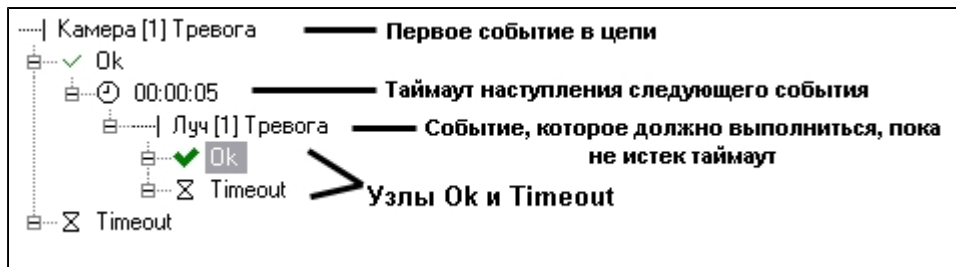 Камера [1] Тревога Первое событие в цепи
Ok
00:00:05 Таймаут наступления следующего события
Луч [1] Тревога Событие, которое должно выполниться, пока
не истек таймаут
Ok
Timeout
Узлы Ok и Timeout
Timeout